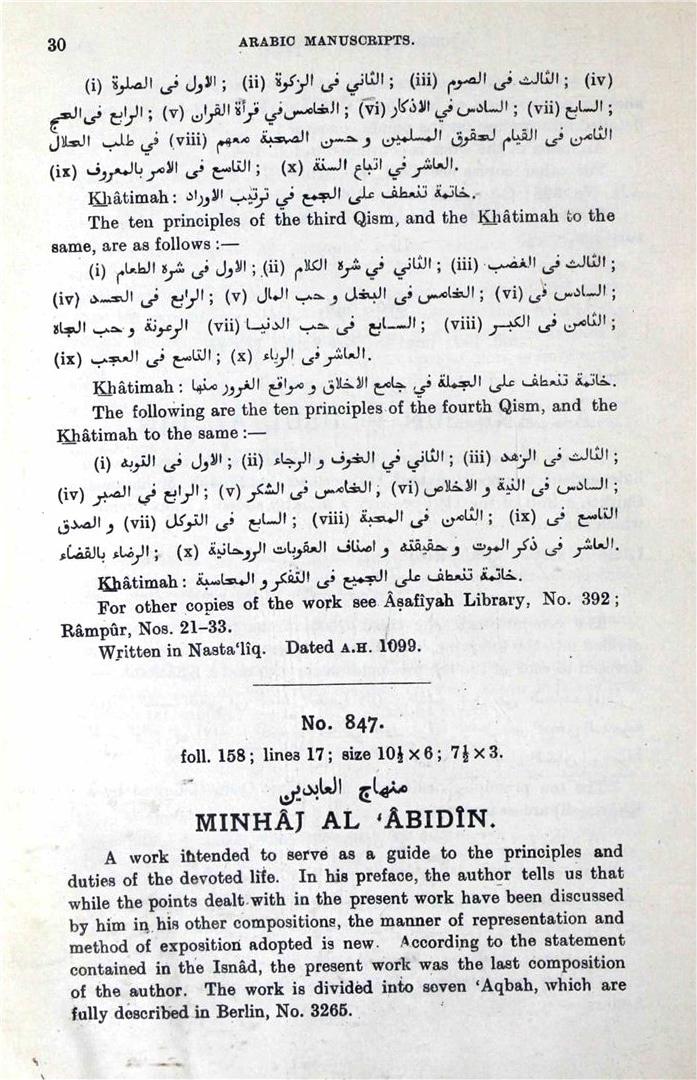 30 ARABIC MANUSCRIPTS.
(i) الاول فى الصلوة ; (ii) الثاني فى الزكوة ; (iii) الثالث فى الصوم ; (iv)
الرابع فى الحج ; (v) الخامس في قرأة القران ; (vi) السادس في الأذكار ; (vii) السابع ;
فى طلب الحلال (viii) الثامن فى القيام لحقوق المسلمين و حسن الصحبة معهم
(ix) التاسع فى الامر بالمعروف ; (x) العاشر في اتباع السنة.
Khâtimah : خاتمة تنعطف على الجمع في ترتيب الاوراد.
The ten principles of the third Qism, and the Khâtimah to the
same, are as follows :—
(i) الاول فى شرة الطعام ; (ii) الثاني في شرة الكلام ; (iii) الثالث فى الغضب ;
(iv) الرابع فى الحسد ; (v) الخامس فى البخل و حب المال ; (vi) السادس فى ;
الرعونة و حب الجاة (vii) السابع فى حب الدنيا ; (viii) الثامن فى الكبر ;
(ix) التاسع فى العجب ; (x) العاشر فى الرياء.
Khâtimah : خاتمة تنعطف على الجملة في جامع الاخلاق و مواقع الغرور منها.
The following are the ten principles of the fourth Qism, and the
Khâtimah to the same :—
(i) الاول فى التوبة ; (ii) الثاني في الخوف و الرجاء ; (iii) الثالث فى الزهد ;
(iv) الرابع في الصبر ; (v) الخامس فى الشكر ; (vi) السادس فى النية و الاخلاص ;
و الصدق (vii) السابع فى التوكل ; (viii) الثامن فى المحبة ; (ix) التاسع فى
الرضاء بالقضاء ; (x) العاشر فى ذكر الموت و حقيقته و اصناف العقوبات الروحانية.
Khâtimah : خاتمة تنعطف على الجميع فى التفكر و المحاسبة.
For other copies of the work see Âṣafîyah Library, No. 392 ;
Râmpûr, Nos. 21–33.
Written in Nasta‘lîq. Dated A.H. 1099.
No. 847.
foll. 158 ; lines 17 ; size 10½ × 6 ; 7½ × 3.
منهاج العابدين
MINHÂJ AL ‘ÂBIDÎN.
A work intended to serve as a guide to the principles and
duties of the devoted life. In his preface, the author tells us that
while the points dealt with in the present work have been discussed
by him in his other compositions, the manner of representation and
method of exposition adopted is new. According to the statement
contained in the Isnâd, the present work was the last composition
of the author. The work is divided into seven ‘Aqbah, which are
fully described in Berlin, No. 3265.